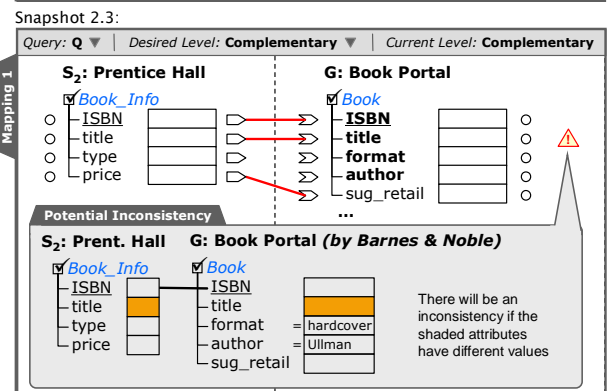 Snapshot 2.3:
Query: Q ▼ | Desired Level: Complementary ▼ | Current Level: Complementary
Mapping 1
S₂: Prentice Hall G: Book Portal
Book_Info Book
ISBN ISBN
title title
type format
price author
sug_retail
...
Potential Inconsistency
S₂: Prent. Hall G: Book Portal (by Barnes & Noble)
Book_Info Book
ISBN ISBN
title title
type format = hardcover
price author = Ullman
sug_retail
There will be an
inconsistency if the
shaded attributes
have different values